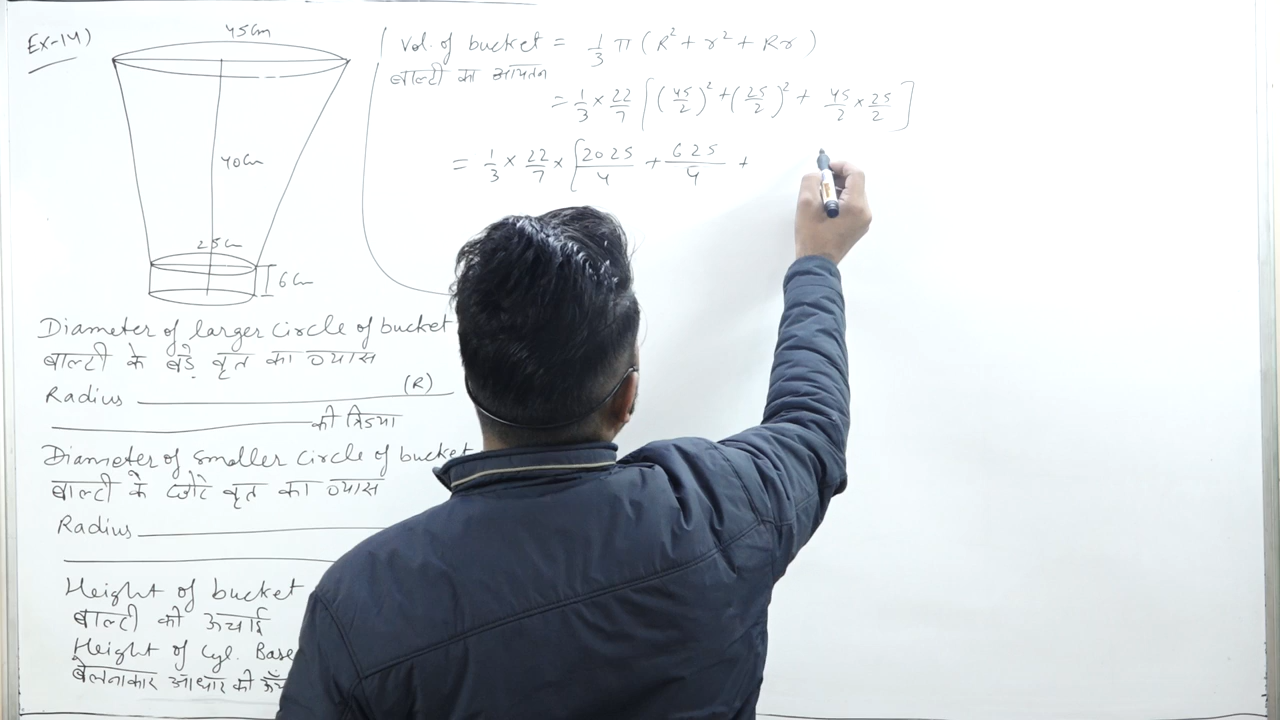 Ex-14)
45cm
40cm
25cm
6cm
Diameter of larger circle of bucket
बाल्टी के बड़े वृत का व्यास
Radius (R)
की त्रिज्या
Diameter of smaller circle of bucket
बाल्टी के छोटे वृत का व्यास
Radius
Height of bucket
बाल्टी की ऊंचाई
Height of Cyl. Base
बेलनाकार आधार की
Vol. of bucket = 1/3 π (R² + r² + Rr)
बाल्टी का आयतन
= 1/3 × 22/7 [(45/2)² + (25/2)² + 45/2 × 25/2]
= 1/3 × 22/7 × [2025/4 + 625/4 +